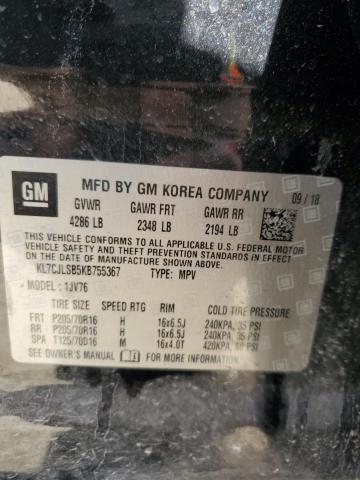 GM
MFD BY GM KOREA COMPANY 09/18
GVWR GAWR FRT GAWR RR
4286 LB 2348 LB 2194 LB
THIS VEHICLE CONFORMS TO ALL APPLICABLE U.S. FEDERAL MOTOR
VEHICLE SAFETY AND THEFT PREVENTION STANDARDS IN EFFECT
ON THE DATE OF MANUFACTURE SHOWN ABOVE.
KL7CJLSB5KB755367 TYPE: MPV
MODEL: 1JV76
TIRE SIZE SPEED RTG RIM COLD TIRE PRESSURE
FRT P205/70R16 H 16x6.5J 240KPA, 35 PSI
RR P205/70R16 H 16x6.5J 240KPA, 35 PSI
SPA T125/70D16 M 16x4.0T 420KPA, 60 PSI
SEE OWNER'S MANUAL FOR MORE INFORMATION.